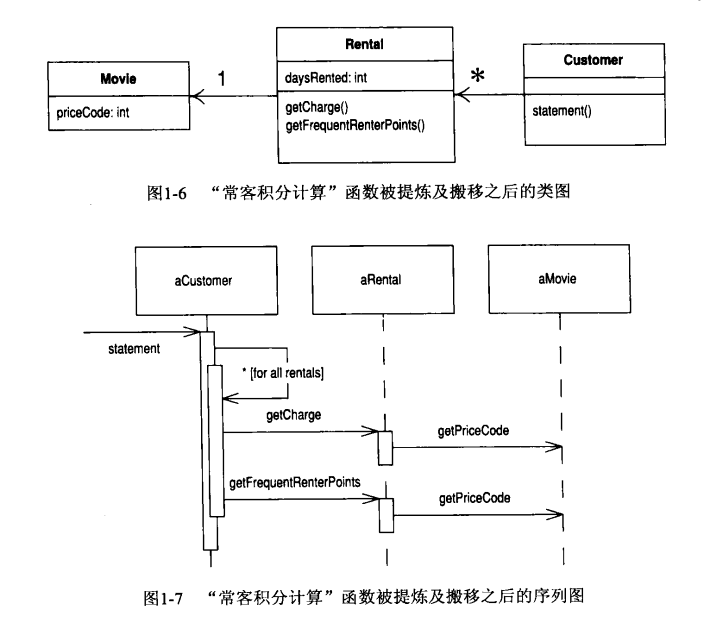 Rental
Customer
Movie
1
daysRented: int
*
priceCode: int
getCharge()
getFrequentRenterPoints()
statement()
图1-6 “常客积分计算”函数被提炼及搬移之后的类图
aCustomer
aRental
aMovie
statement
* [for all rentals]
getCharge
getPriceCode
getFrequentRenterPoints
getPriceCode
图1-7 “常客积分计算”函数被提炼及搬移之后的序列图